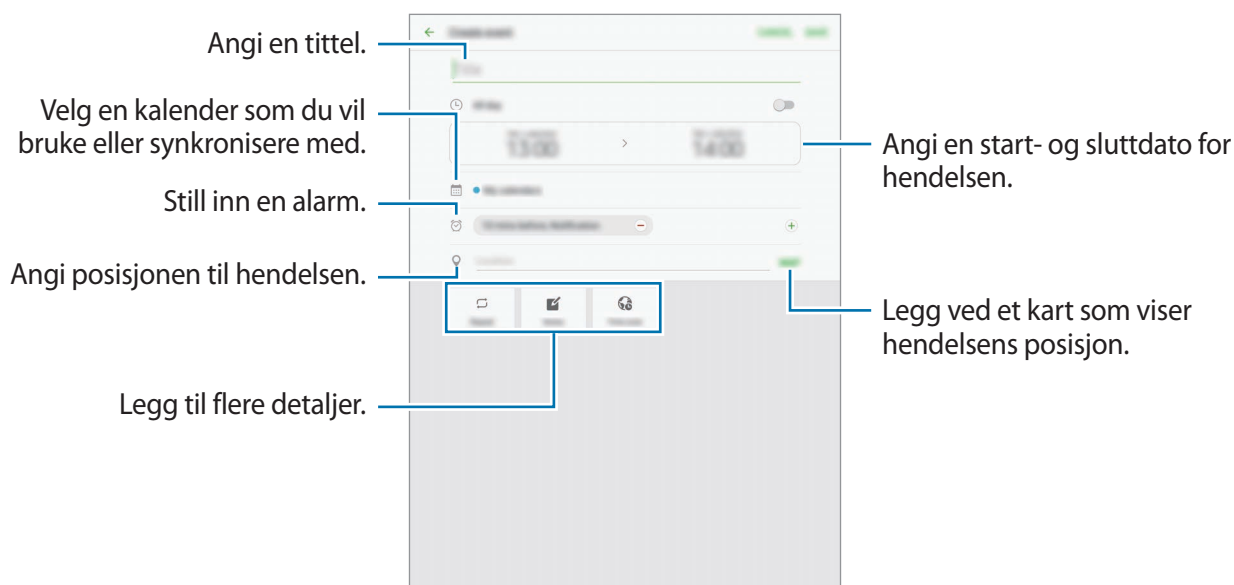 Angi en tittel.
Velg en kalender som du vil
bruke eller synkronisere med.
Still inn en alarm.
Angi posisjonen til hendelsen.
Legg til flere detaljer.
13:00
14:00
Angi en start- og sluttdato for
hendelsen.
Legg ved et kart som viser
hendelsens posisjon.